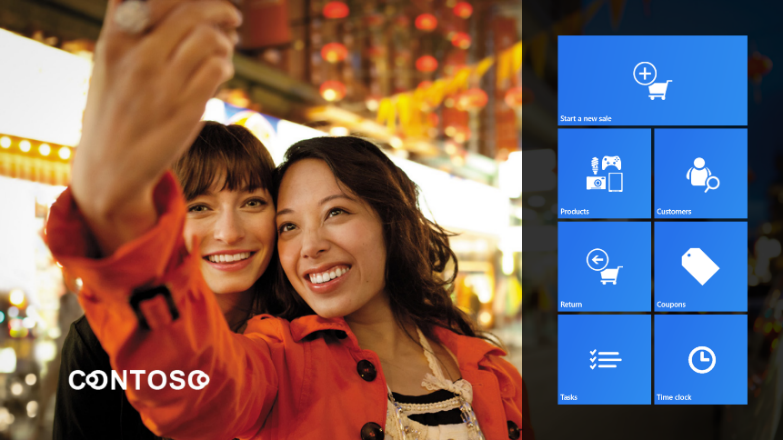 CONTOSO
Start a new sale
Products
Customers
Return
Coupons
Tasks
Time clock